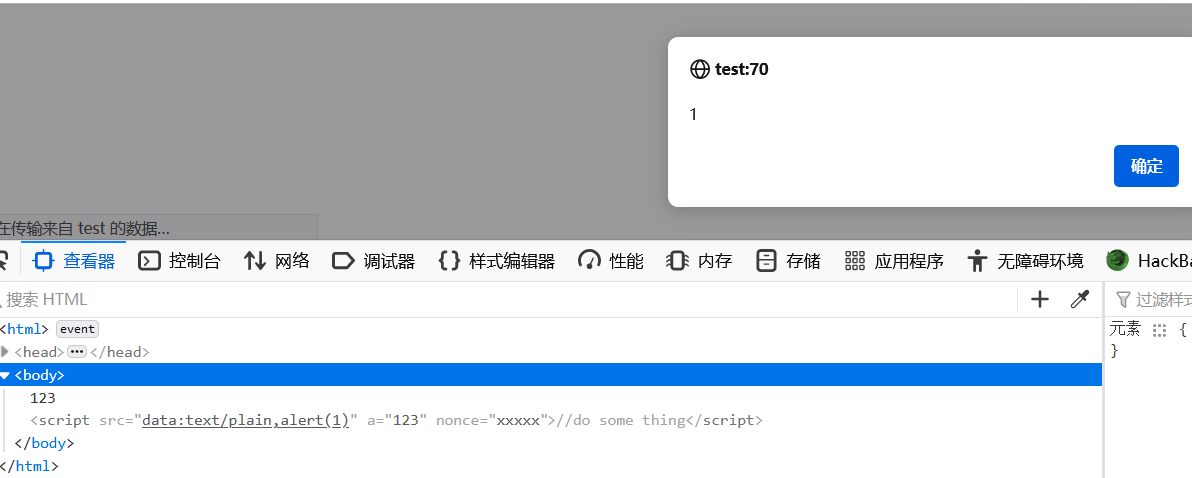 test:70
1
确定
在传输来自 test 的数据...
查看器 控制台 网络 调试器 样式编辑器 性能 内存 存储 应用程序 无障碍环境 HackBa
搜索 HTML
过滤样式
<html> event
<head> ... </head>
<body>
123
<script src="data:text/plain,alert(1)" a="123" nonce="xxxxx">//do some thing</script>
</body>
</html>
元素 {
}